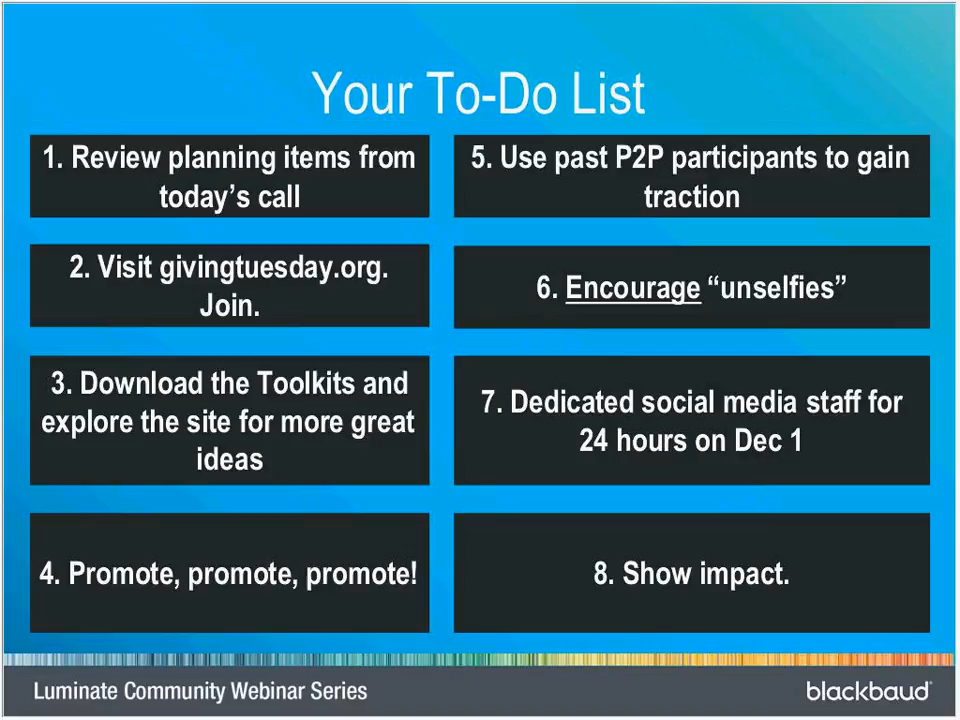 Your To-Do List
1. Review planning items from
today’s call
2. Visit givingtuesday.org.
Join.
3. Download the Toolkits and
explore the site for more great
ideas
4. Promote, promote, promote!
5. Use past P2P participants to gain
traction
6. Encourage “unselfies”
7. Dedicated social media staff for
24 hours on Dec 1
8. Show impact.
Luminate Community Webinar Series
blackbaud®